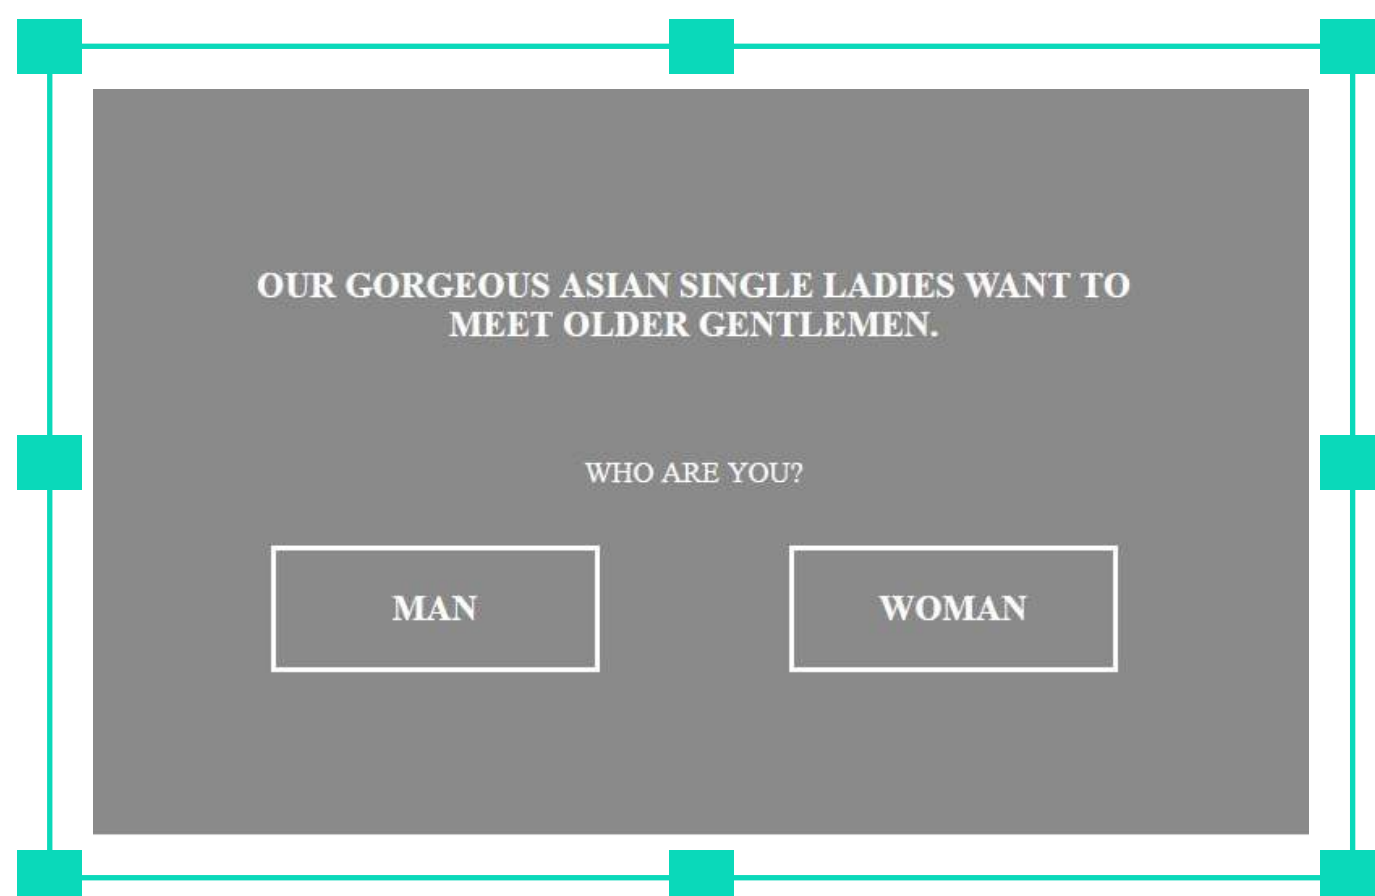 OUR GORGEOUS ASIAN SINGLE LADIES WANT TO
MEET OLDER GENTLEMEN.
WHO ARE YOU?
MAN
WOMAN